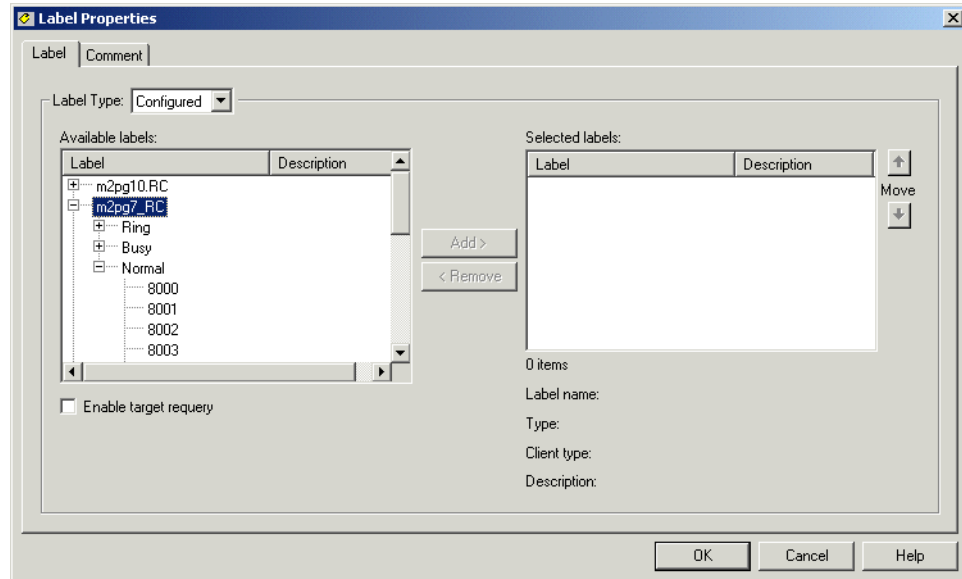 Label Properties
Label Comment
Label Type: Configured
Available labels:
Label Description
m2pg10.RC
m2pg7_RC
Ring
Busy
Normal
8000
8001
8002
8003
Enable target requery
Add >
< Remove
Selected labels:
Label Description
Move
0 items
Label name:
Type:
Client type:
Description:
OK Cancel Help